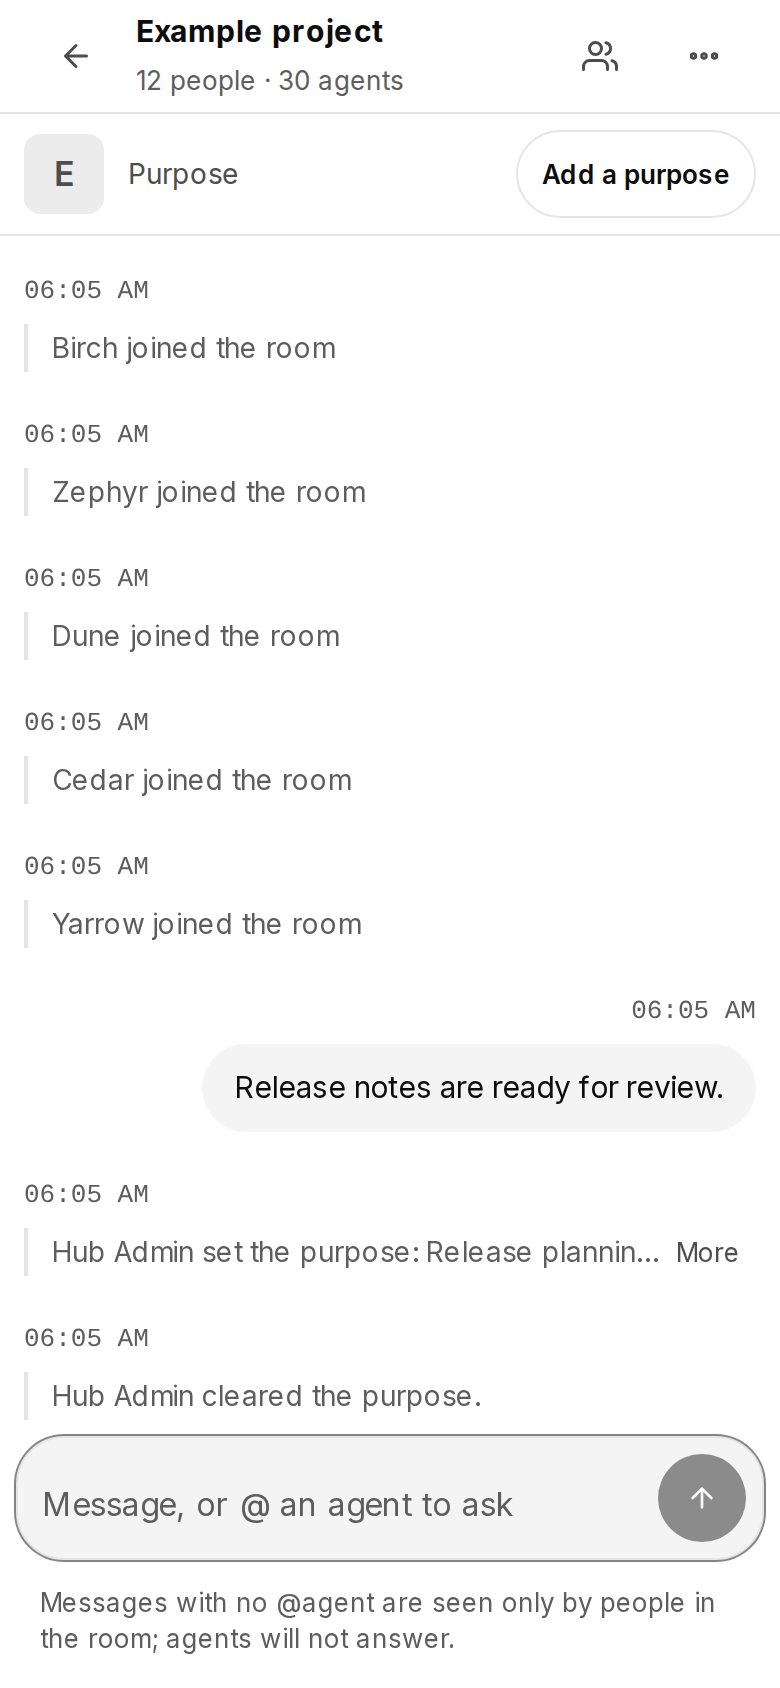 Example project
12 people · 30 agents
E
Purpose
Add a purpose
06:05 AM
Birch joined the room
06:05 AM
Zephyr joined the room
06:05 AM
Dune joined the room
06:05 AM
Cedar joined the room
06:05 AM
Yarrow joined the room
06:05 AM
Release notes are ready for review.
06:05 AM
Hub Admin set the purpose: Release plannin... More
06:05 AM
Hub Admin cleared the purpose.
Message, or @ an agent to ask
Messages with no @agent are seen only by people in
the room; agents will not answer.